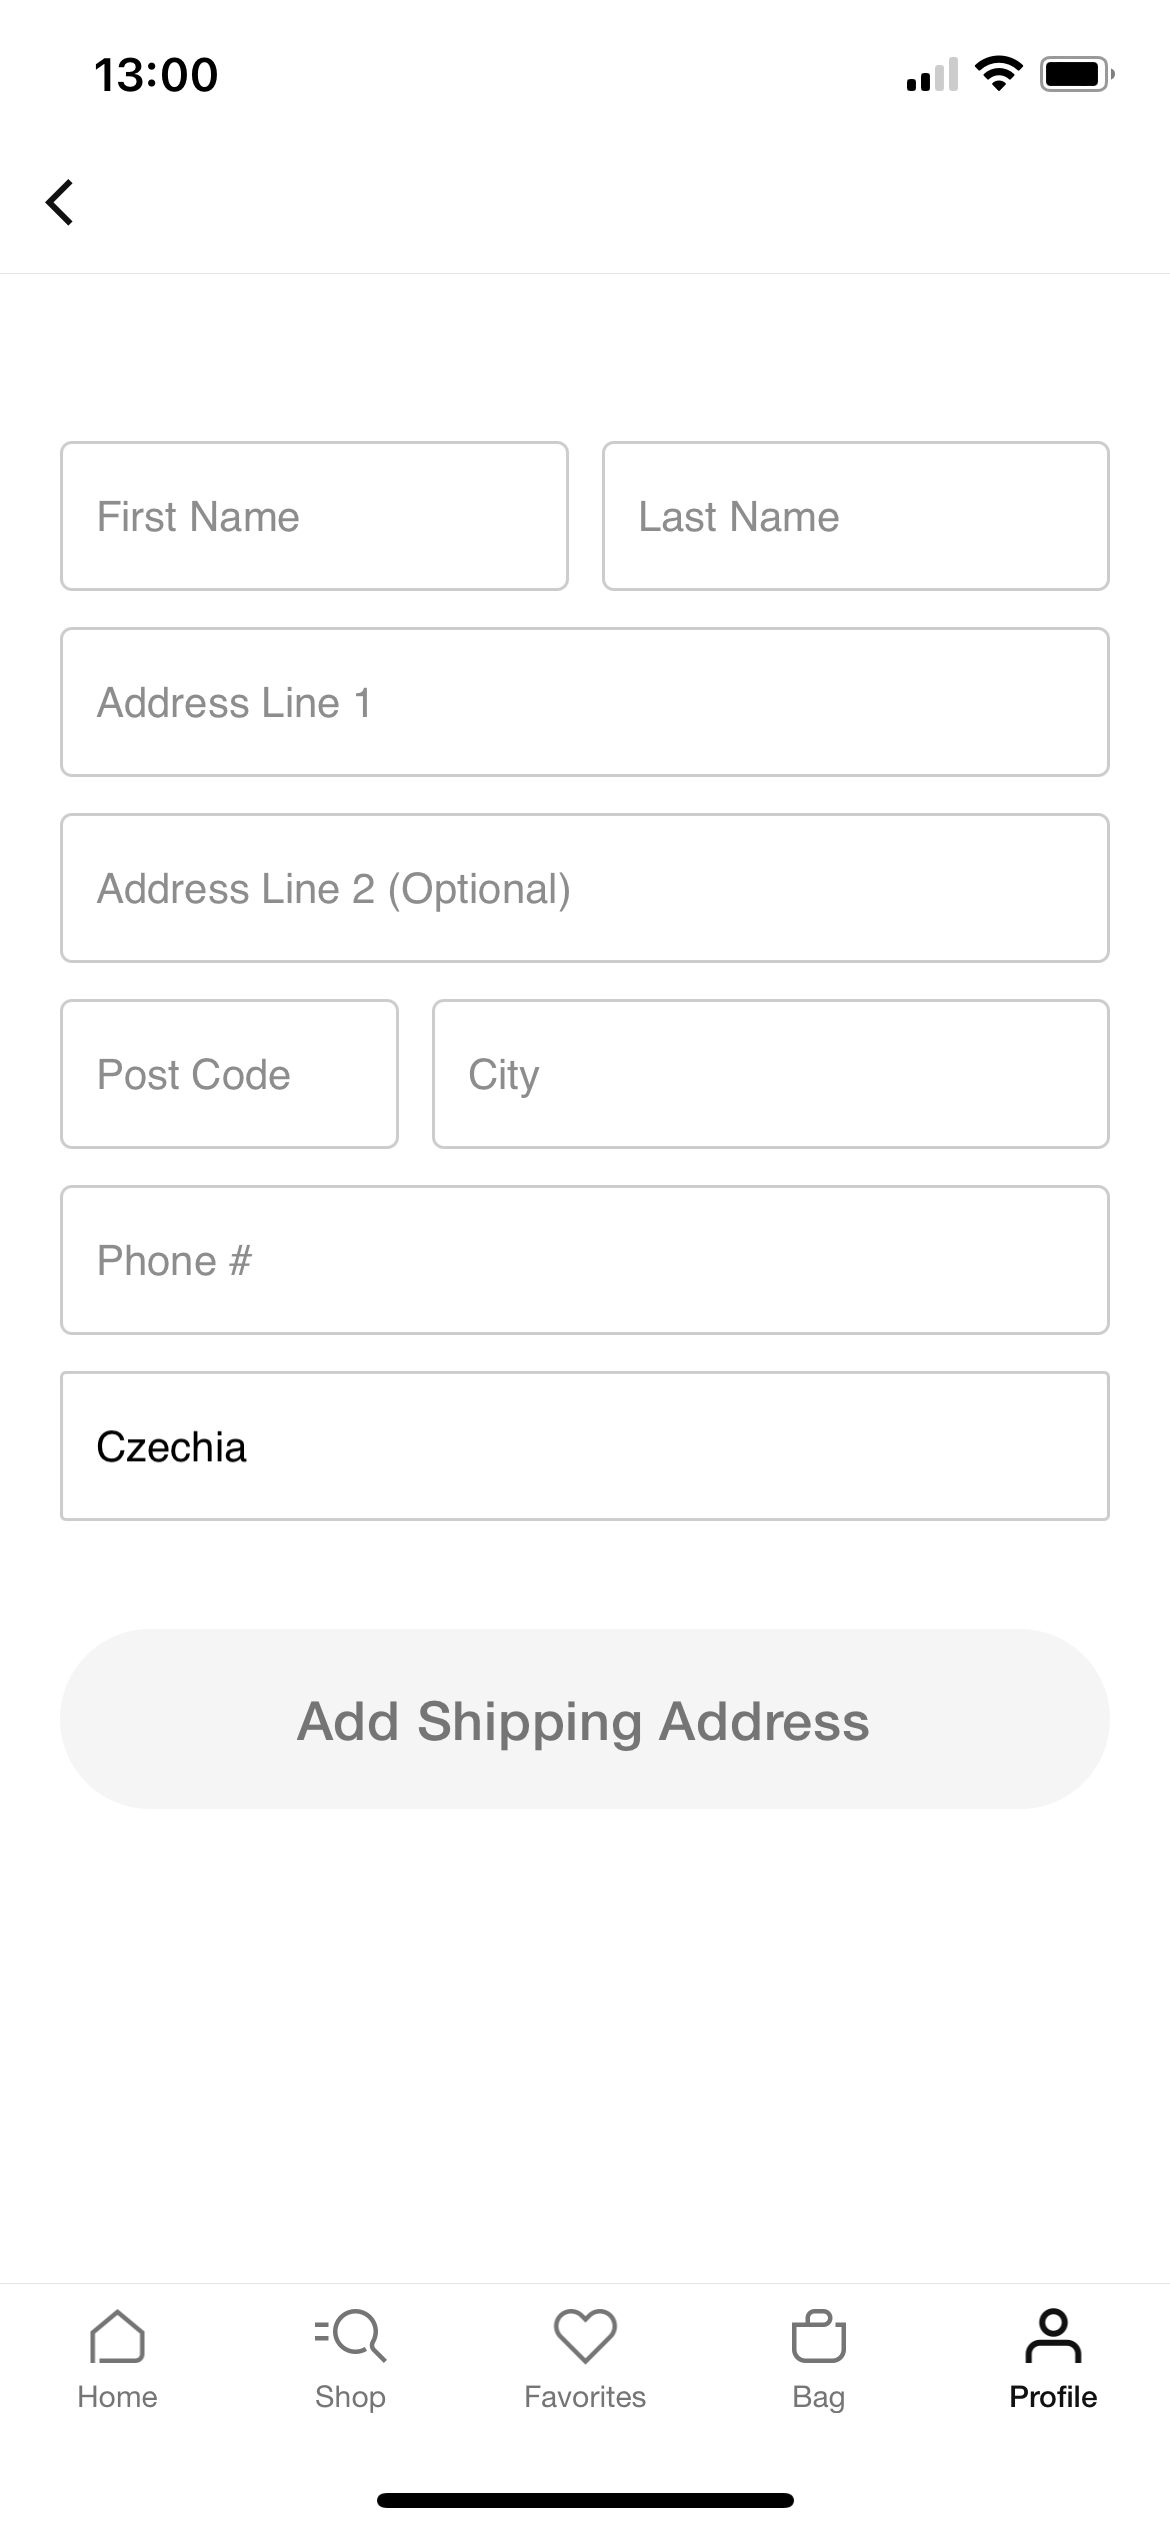 13:00
First Name
Last Name
Address Line 1
Address Line 2 (Optional)
Post Code
City
Phone #
Czechia
Add Shipping Address
Home
Shop
Favorites
Bag
Profile